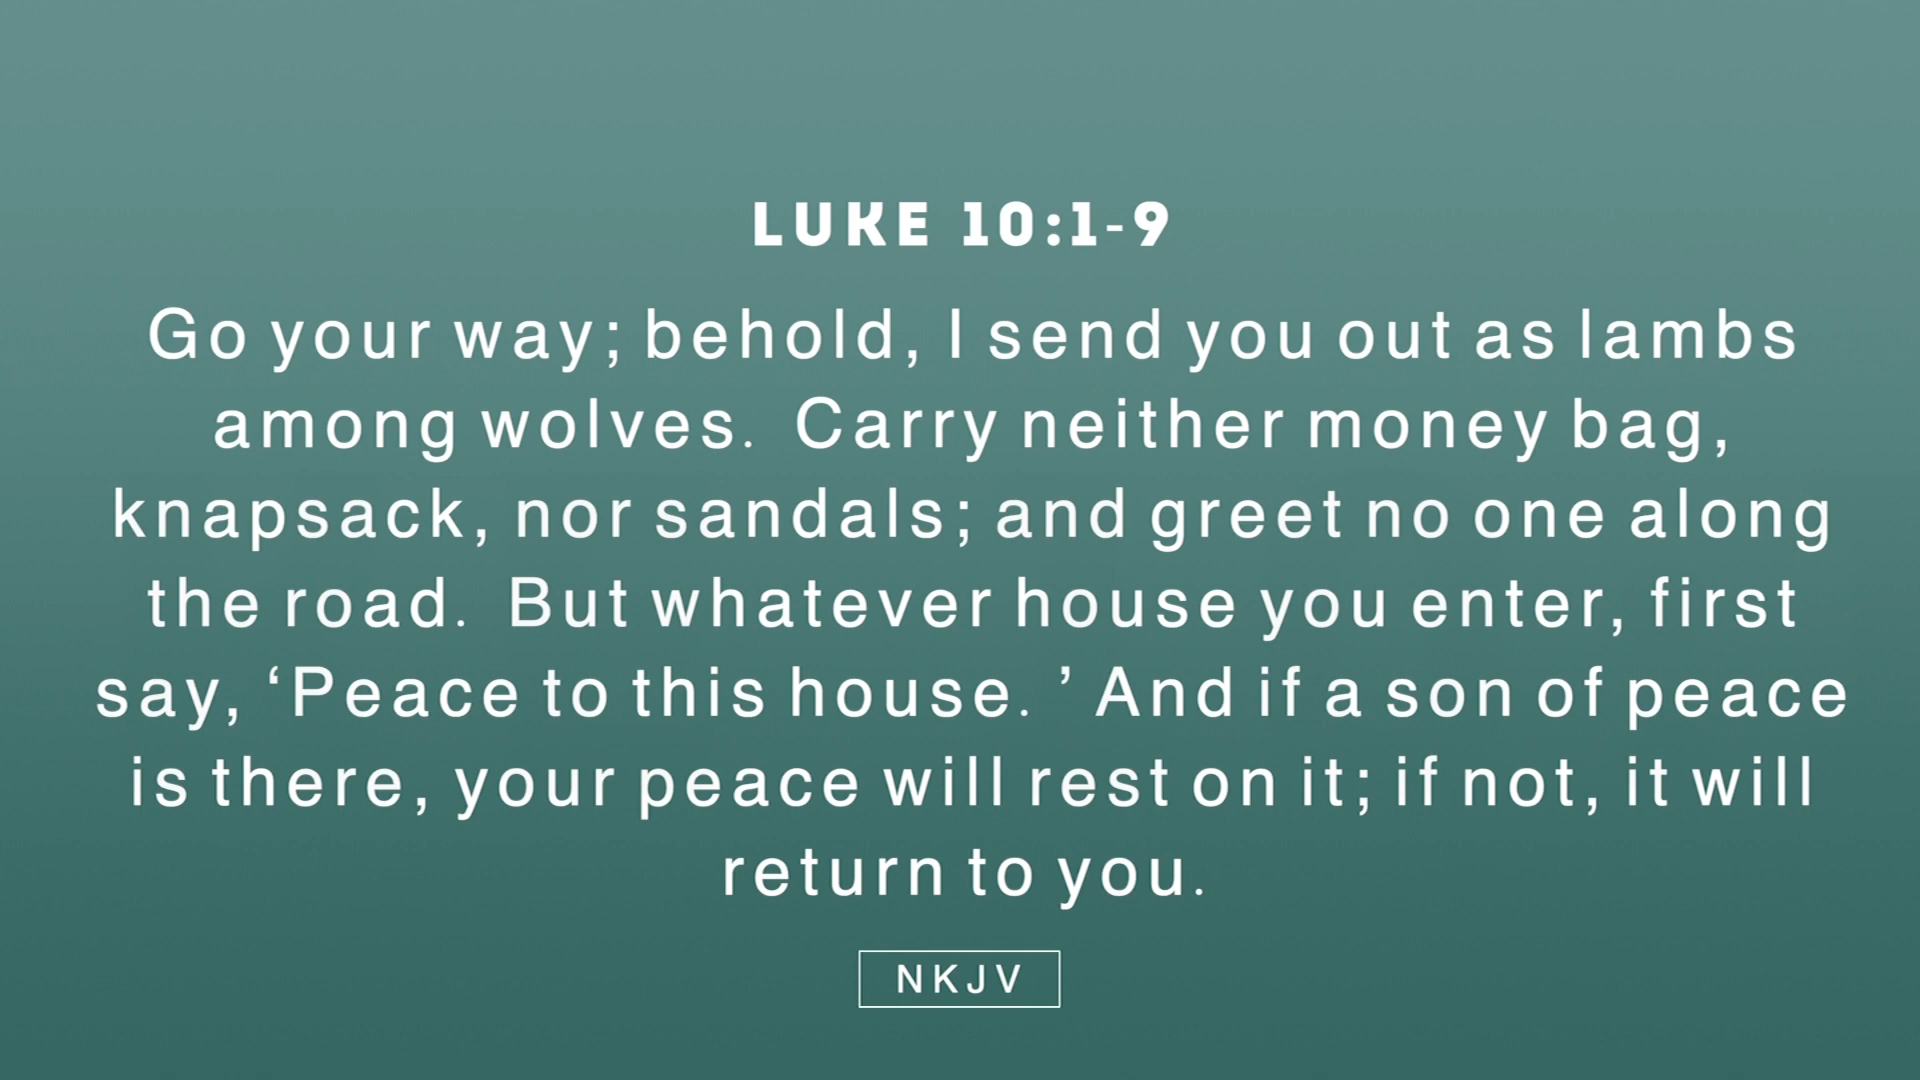 LUKE 10:1-9
Go your way; behold, I send you out as lambs
among wolves. Carry neither money bag,
knapsack, nor sandals; and greet no one along
the road. But whatever house you enter, first
say, ‘Peace to this house. ’ And if a son of peace
is there, your peace will rest on it; if not, it will
return to you.
NKJV